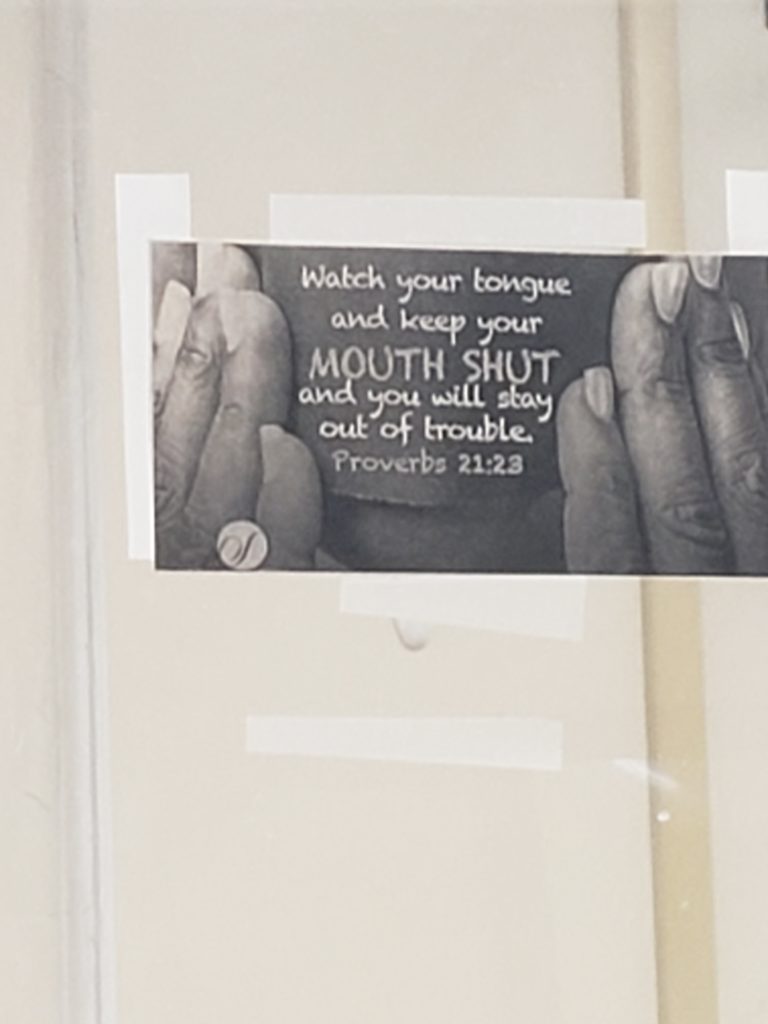 Watch your tongue
and keep your
MOUTH SHUT
and you will stay
out of trouble.
Proverbs 21:23